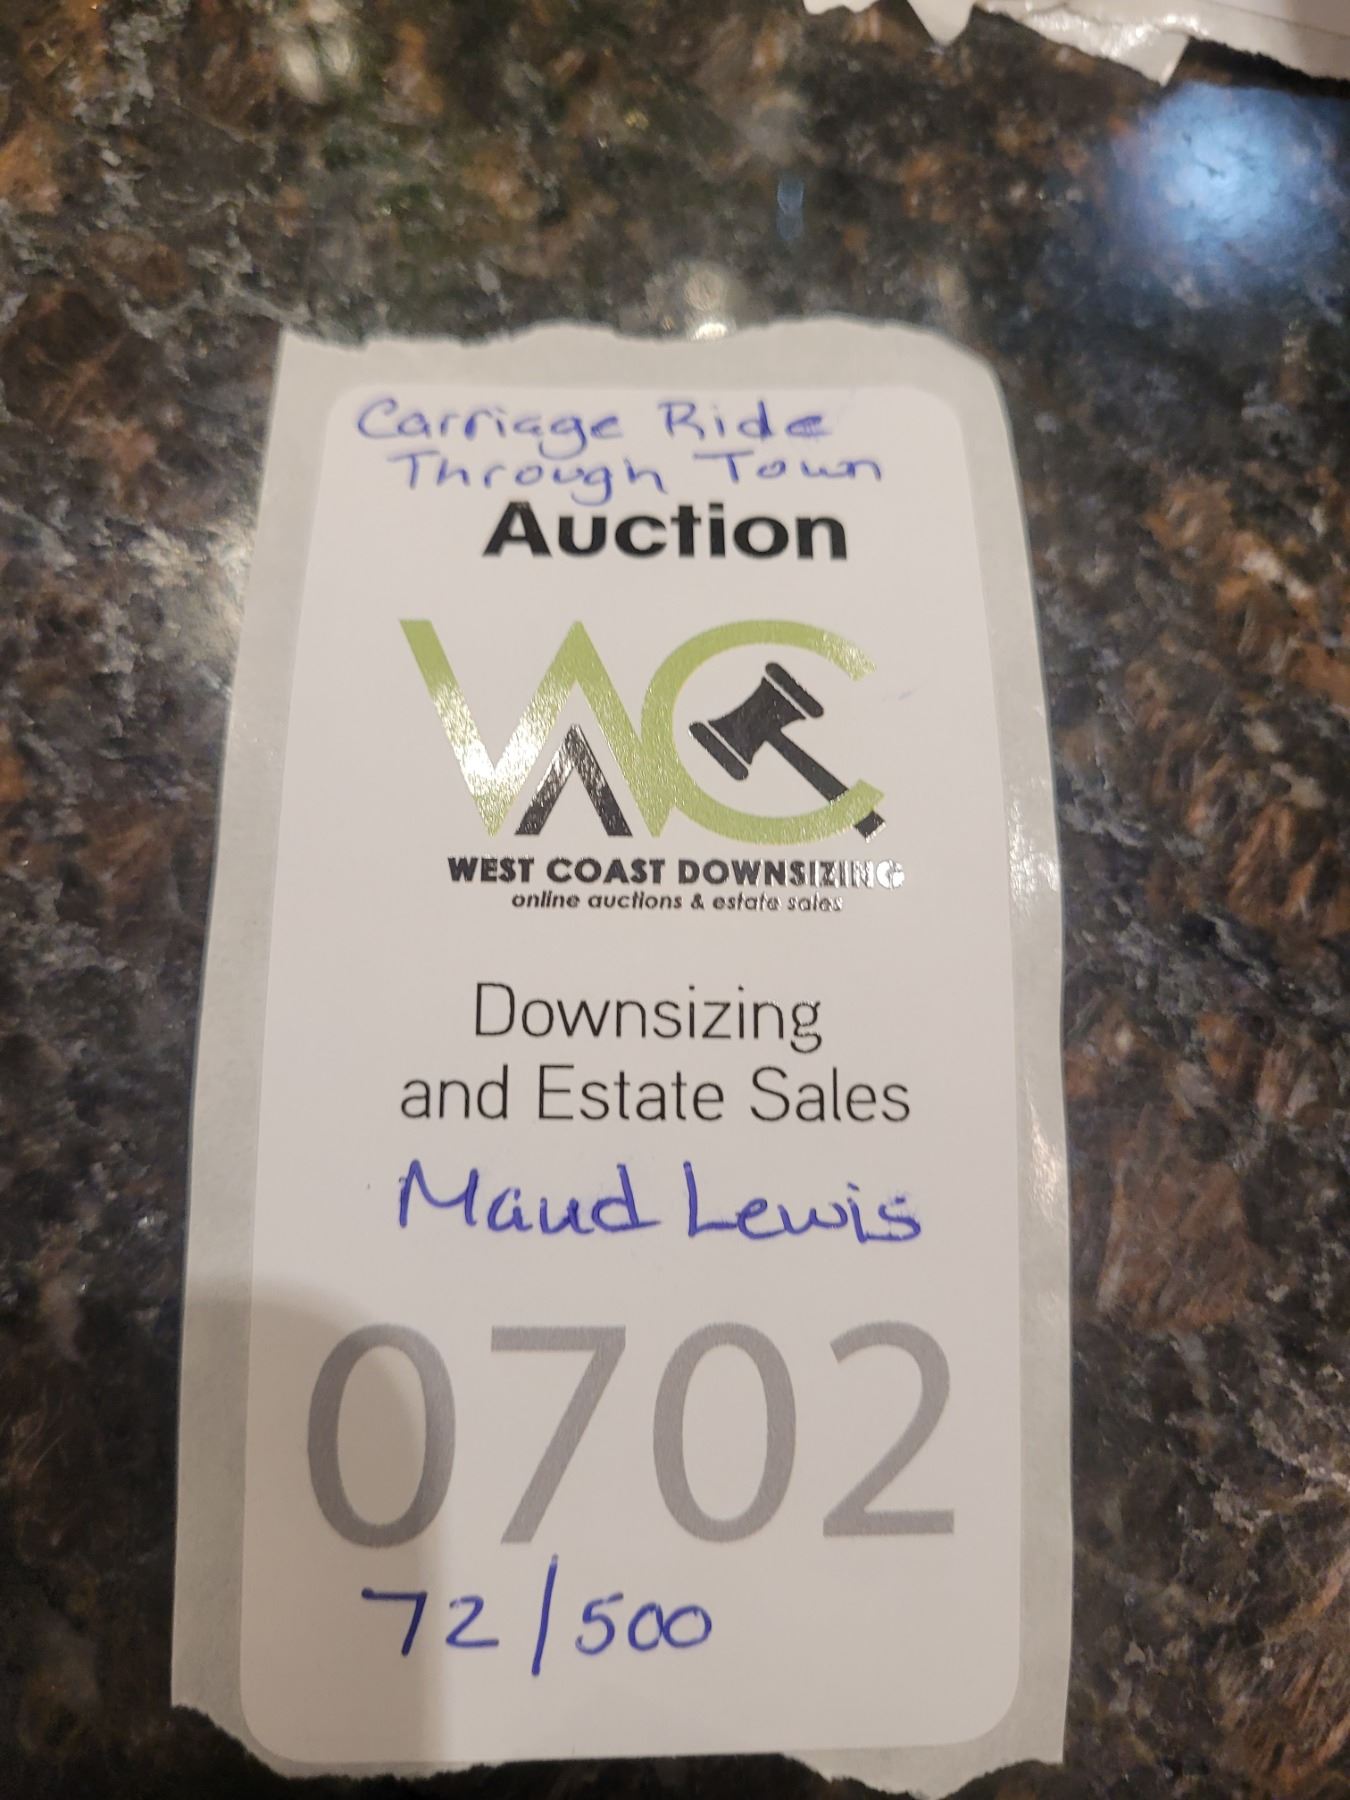 Carriage Ride
Through Town
Auction
WAC
WEST COAST DOWNSIZING
online auctions & estate sales
Downsizing
and Estate Sales
Maud Lewis
0702
72/500